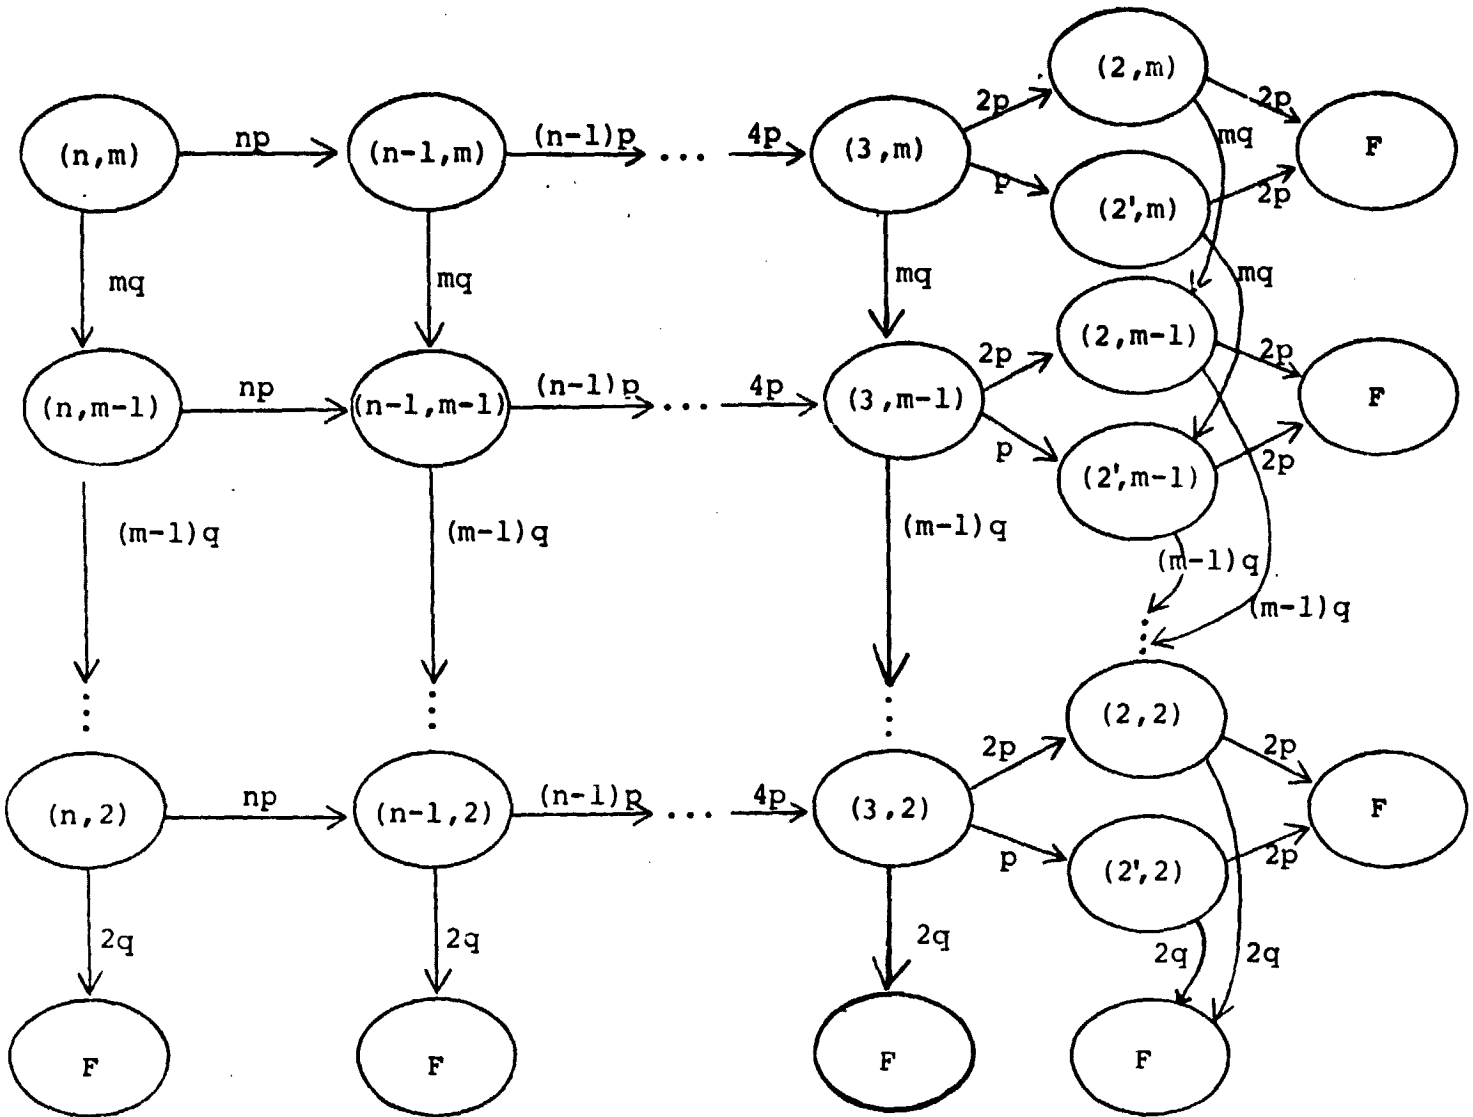 (2,m)
2p 2p
(n,m) np (n-1,m) (n-1)p ... 4p (3,m) mq F
p (2',m) 2p
mq mq mq mq
(2,m-1)
2p 2p
(n,m-1) np (n-1,m-1) (n-1)p ... 4p (3,m-1) F
p (2',m-1) 2p
(m-1)q (m-1)q (m-1)q
(m-1)q
(m-1)q
(2,2)
2p 2p
(n,2) np (n-1,2) (n-1)p ... 4p (3,2) F
p (2',2) 2p
2q 2q 2q 2q 2q
F F F F